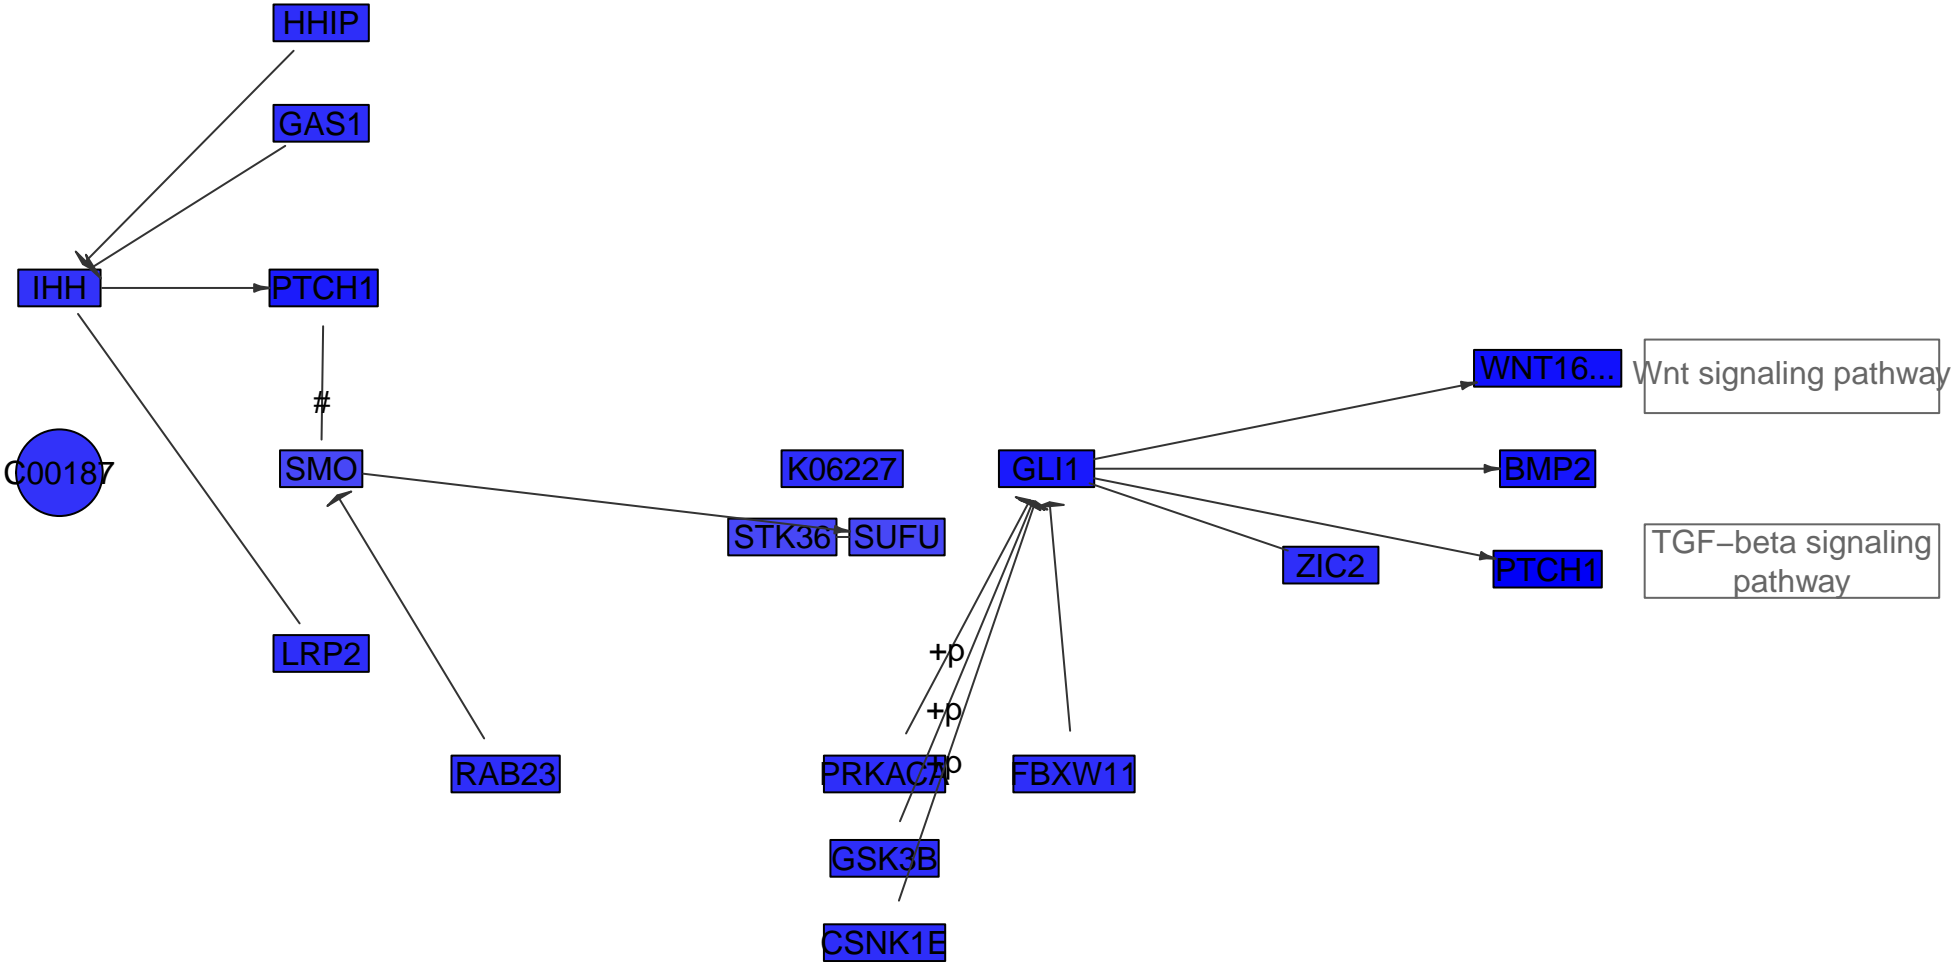 HHIP
GAS1
IHH
PTCH1
WNT16...
Wnt signaling pathway
#
C00187
SMO
K06227
GLI1
BMP2
STK36
SUFU
ZIC2
PTCH1
TGF−beta signaling
pathway
LRP2
+p
+p
+p
RAB23
PRKACA
FBXW11
GSK3B
CSNK1E